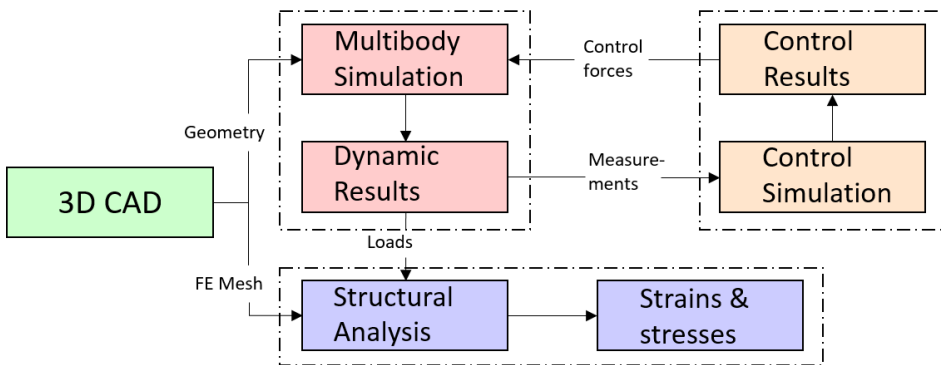 Multibody
Simulation
Control
forces
Control
Results
Geometry
Dynamic
Results
Measure-
ments
Control
Simulation
3D CAD
Loads
FE Mesh
Structural
Analysis
Strains &
stresses